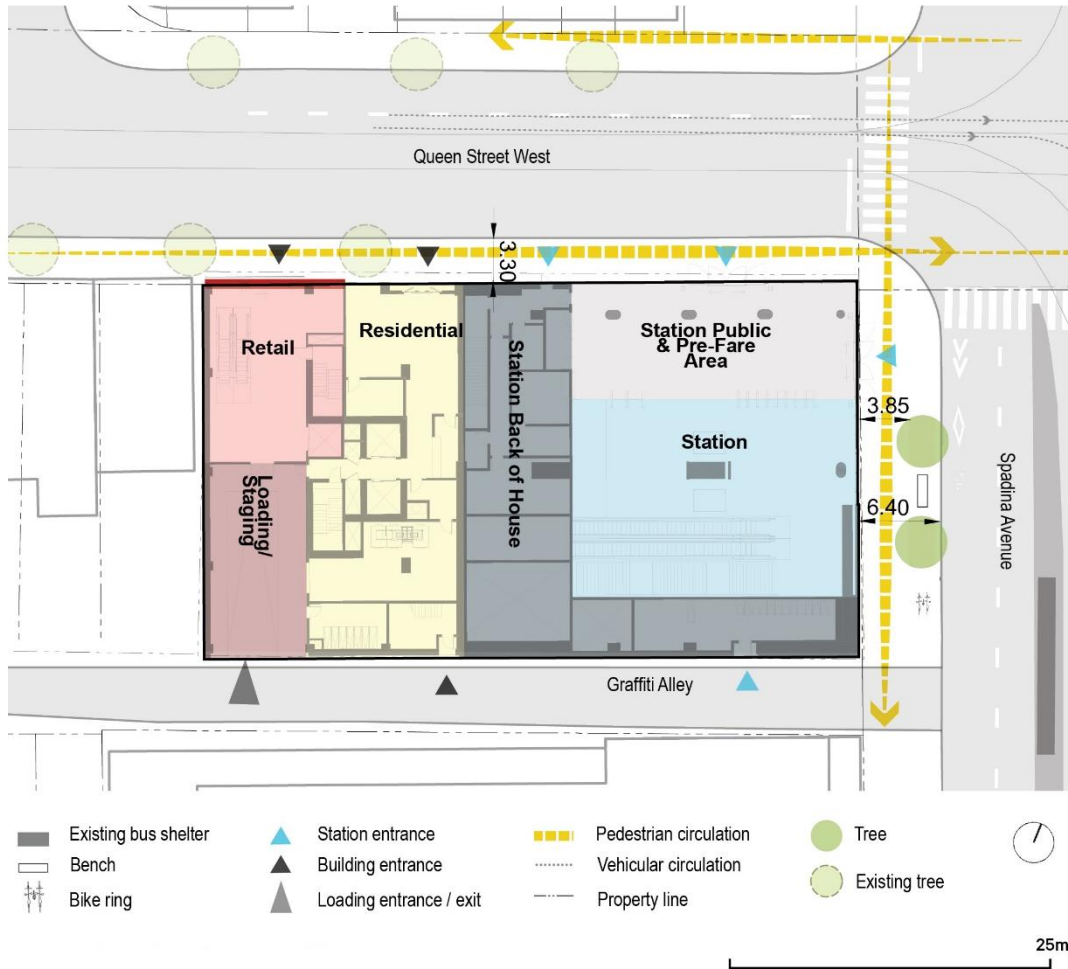 Queen Street West
3.30
Retail
Residential
Station Back of House
Station Public
& Pre-Fare
Area
3.85
Station
Loading/
Staging
6.40
Spadina Avenue
Graffiti Alley
Existing bus shelter
Bench
Bike ring
Station entrance
Building entrance
Loading entrance / exit
Pedestrian circulation
Vehicular circulation
Property line
Tree
Existing tree
25m